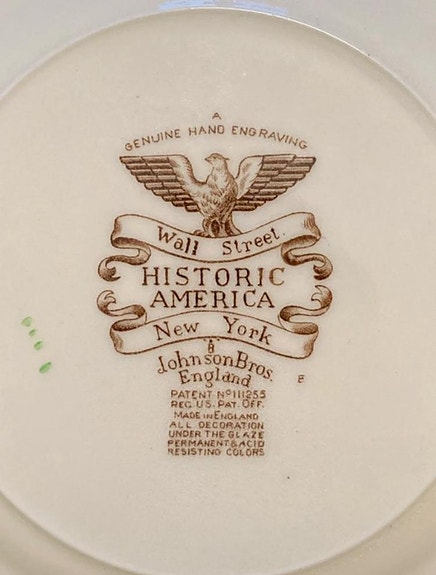 A
GENUINE HAND ENGRAVING
Wall Street.
HISTORIC
AMERICA
New York
BY
Johnson Bros.
England
E
PATENT Nº 111255
REG. U.S. PAT. OFF.
MADE IN ENGLAND
ALL DECORATION
UNDER THE GLAZE
PERMANENT & ACID
RESISTING COLORS